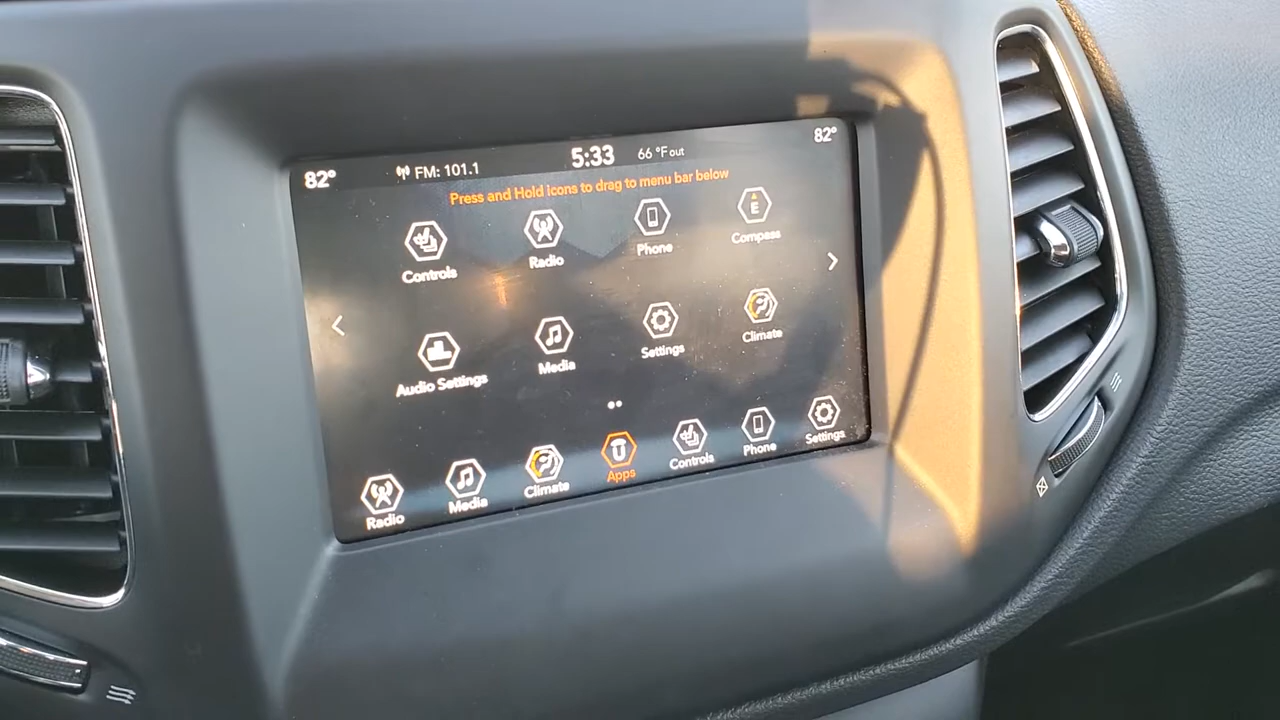 82° FM: 101.1 5:33 66 °F out 82°
Press and Hold icons to drag to menu bar below
Controls Radio Phone E Compass
Audio Settings Media Settings Climate
Radio Media Climate Apps Controls Phone Settings